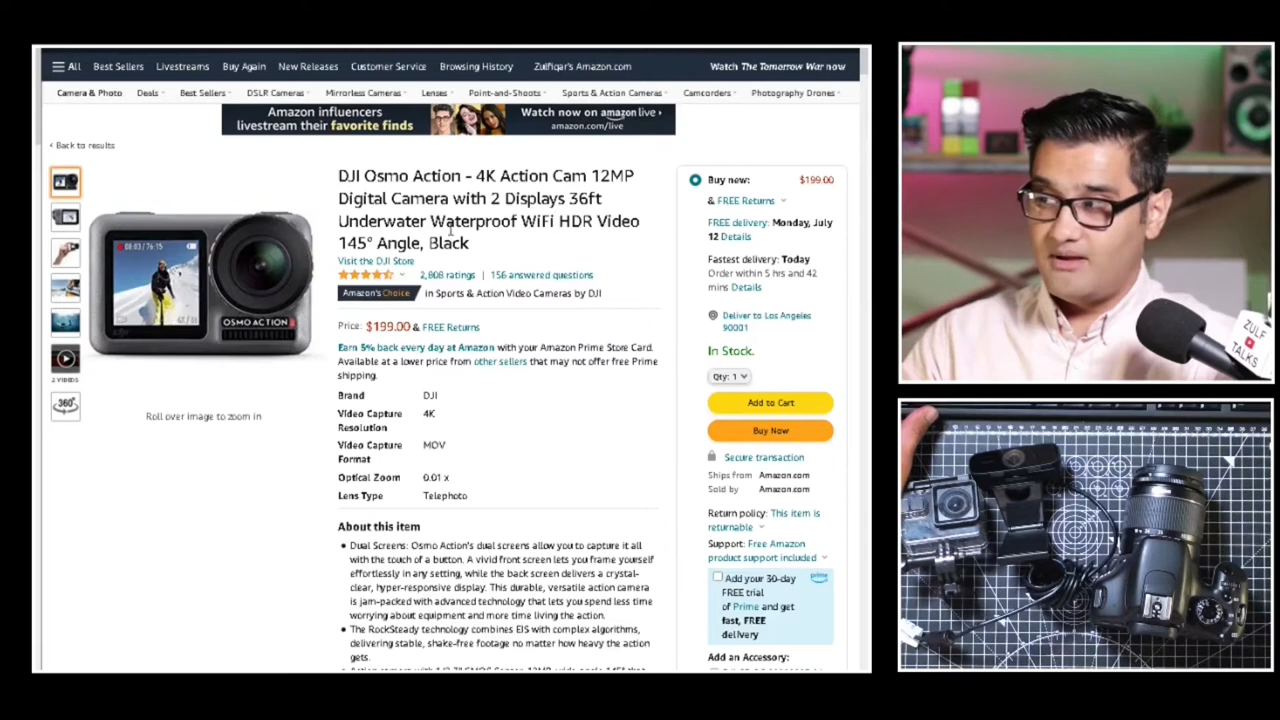 All Best Sellers Livestreams Buy Again New Releases Customer Service Browsing History Zulfiqar's Amazon.com Watch The Tomorrow War now
Camera & Photo Deals Best Sellers DSLR Cameras Mirrorless Cameras Lenses Point-and-Shoots Sports & Action Cameras Camcorders Photography Drones
Amazon influencers
livestream their favorite finds
Watch now on amazon live ›
amazon.com/live
‹ Back to results
DJI Osmo Action - 4K Action Cam 12MP
Digital Camera with 2 Displays 36ft
Underwater Waterproof WiFi HDR Video
145° Angle, Black
Visit the DJI Store
2,808 ratings | 156 answered questions
Amazon's Choice in Sports & Action Video Cameras by DJI
Price: $199.00 & FREE Returns
Earn 5% back every day at Amazon with your Amazon Prime Store Card.
Available at a lower price from other sellers that may not offer free Prime
shipping.
Brand DJI
Video Capture 4K
Resolution
Video Capture MOV
Format
Optical Zoom 0.01 x
Lens Type Telephoto
About this item
• Dual Screens: Osmo Action's dual screens allow you to capture it all
with the touch of a button. A vivid front screen lets you frame yourself
effortlessly in any setting, while the back screen delivers a crystal-
clear, hyper-responsive display. This durable, versatile action camera
is jam-packed with advanced technology that lets you spend less time
worrying about equipment and more time living the action.
• The RockSteady technology combines EIS with complex algorithms,
delivering stable, shake-free footage no matter how heavy the action
gets.
2 VIDEOS
360°
OSMO ACTION
Roll over image to zoom in
Buy new: $199.00
& FREE Returns
FREE delivery: Monday, July
12 Details
Fastest delivery: Today
Order within 5 hrs and 42
mins Details
Deliver to Los Angeles
90001
In Stock.
Qty: 1
Add to Cart
Buy Now
Secure transaction
Ships from Amazon.com
Sold by Amazon.com
Return policy: This item is
returnable
Support: Free Amazon
product support included
Add your 30-day
FREE trial
of Prime and get
fast, FREE
delivery
prime
Add an Accessory:
ZULF
TALKS